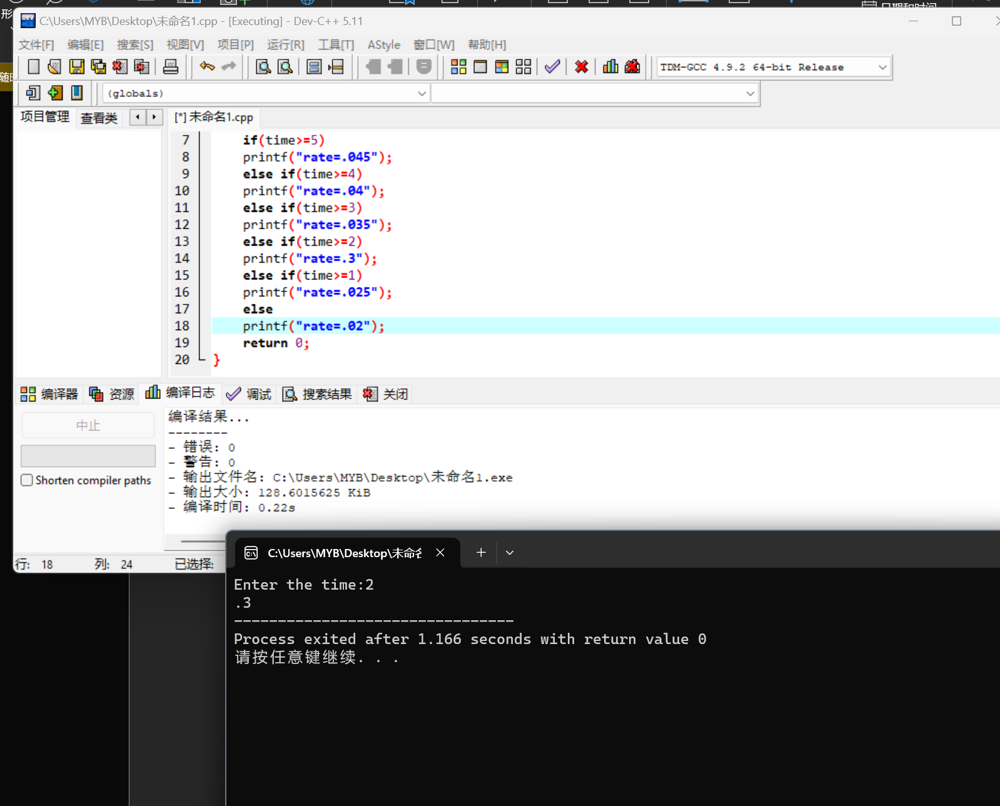 日期和时间
形
随
C:\Users\MYB\Desktop\未命名1.cpp - [Executing] - Dev-C++ 5.11
文件[F] 编辑[E] 搜索[S] 视图[V] 项目[P] 运行[R] 工具[T] AStyle 窗口[W] 帮助[H]
TDM-GCC 4.9.2 64-bit Release
(globals)
项目管理 查看类 [*] 未命名1.cpp
7 if(time>=5)
8 printf("rate=.045");
9 else if(time>=4)
10 printf("rate=.04");
11 else if(time>=3)
12 printf("rate=.035");
13 else if(time>=2)
14 printf("rate=.3");
15 else if(time>=1)
16 printf("rate=.025");
17 else
18 printf("rate=.02");
19 return 0;
20 }
编译器 资源 编译日志 调试 搜索结果 关闭
中止
Shorten compiler paths
编译结果...
--------
- 错误: 0
- 警告: 0
- 输出文件名: C:\Users\MYB\Desktop\未命名1.exe
- 输出大小: 128.6015625 KiB
- 编译时间: 0.22s
行: 18 列: 24 已选择:
C:\Users\MYB\Desktop\未命名
Enter the time:2
.3
--------------------------------
Process exited after 1.166 seconds with return value 0
请按任意键继续. . .